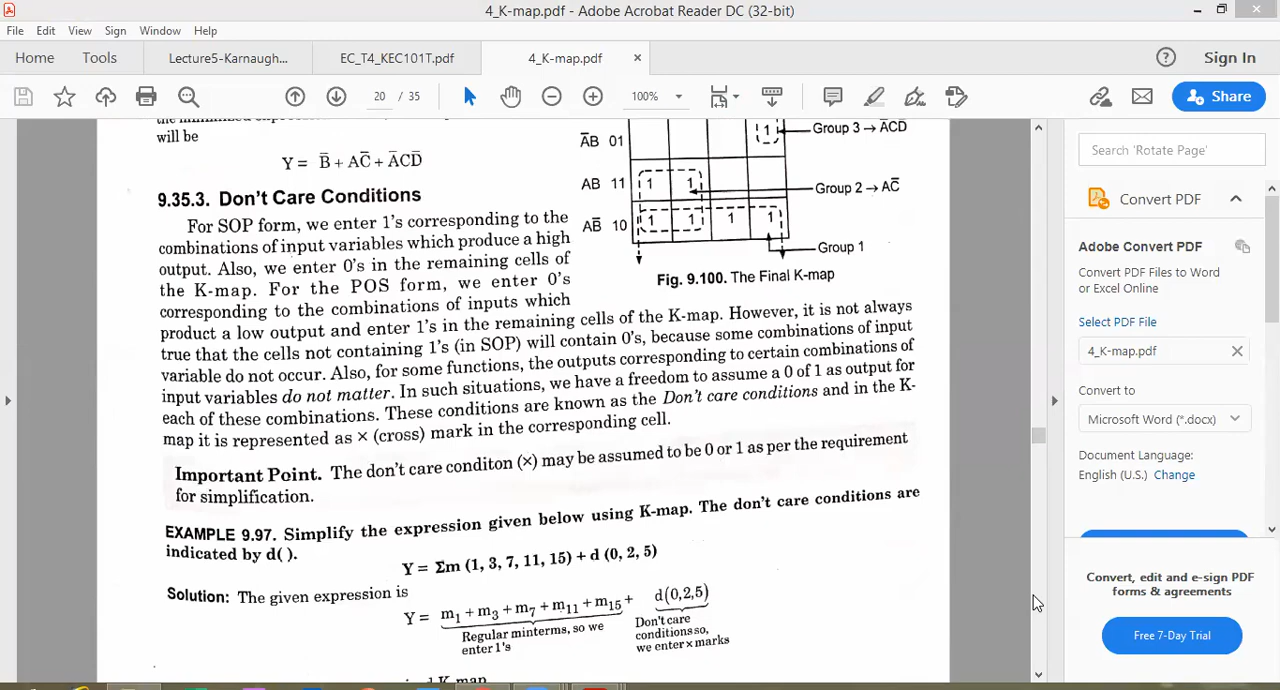 4_K-map.pdf - Adobe Acrobat Reader DC (32-bit)
File Edit View Sign Window Help
Home Tools Lecture5-Karnaugh... EC_T4_KEC101T.pdf 4_K-map.pdf × Sign In
20 / 35 100% Share
will be
Y = B̅ + AC̅ + A̅CD̅
A̅B 01
1
Group 3 → A̅CD̅
AB 11
1 1
Group 2 → AC̅
AB̅ 10
1 1 1 1
Group 1
Fig. 9.100. The Final K-map
9.35.3. Don't Care Conditions
For SOP form, we enter 1's corresponding to the
combinations of input variables which produce a high
output. Also, we enter 0's in the remaining cells of
the K-map. For the POS form, we enter 0's
corresponding to the combinations of inputs which
product a low output and enter 1's in the remaining cells of the K-map. However, it is not always
true that the cells not containing 1's (in SOP) will contain 0's, because some combinations of input
variable do not occur. Also, for some functions, the outputs corresponding to certain combinations of
input variables do not matter. In such situations, we have a freedom to assume a 0 of 1 as output for
each of these combinations. These conditions are known as the Don't care conditions and in the K-
map it is represented as × (cross) mark in the corresponding cell.
Important Point. The don't care conditon (×) may be assumed to be 0 or 1 as per the requirement
for simplification.
EXAMPLE 9.97. Simplify the expression given below using K-map. The don't care conditions are
indicated by d( ).
Y = Σm (1, 3, 7, 11, 15) + d (0, 2, 5)
Solution: The given expression is
Y = m₁ + m₃ + m₇ + m₁₁ + m₁₅ + d(0,2,5)
Regular minterms, so we
enter 1's
Don't care
conditions so,
we enter x marks
Search 'Rotate Page'
Convert PDF
Adobe Convert PDF
Convert PDF Files to Word
or Excel Online
Select PDF File
4_K-map.pdf
Convert to
Microsoft Word (*.docx)
Document Language:
English (U.S.) Change
Convert, edit and e-sign PDF
forms & agreements
Free 7-Day Trial